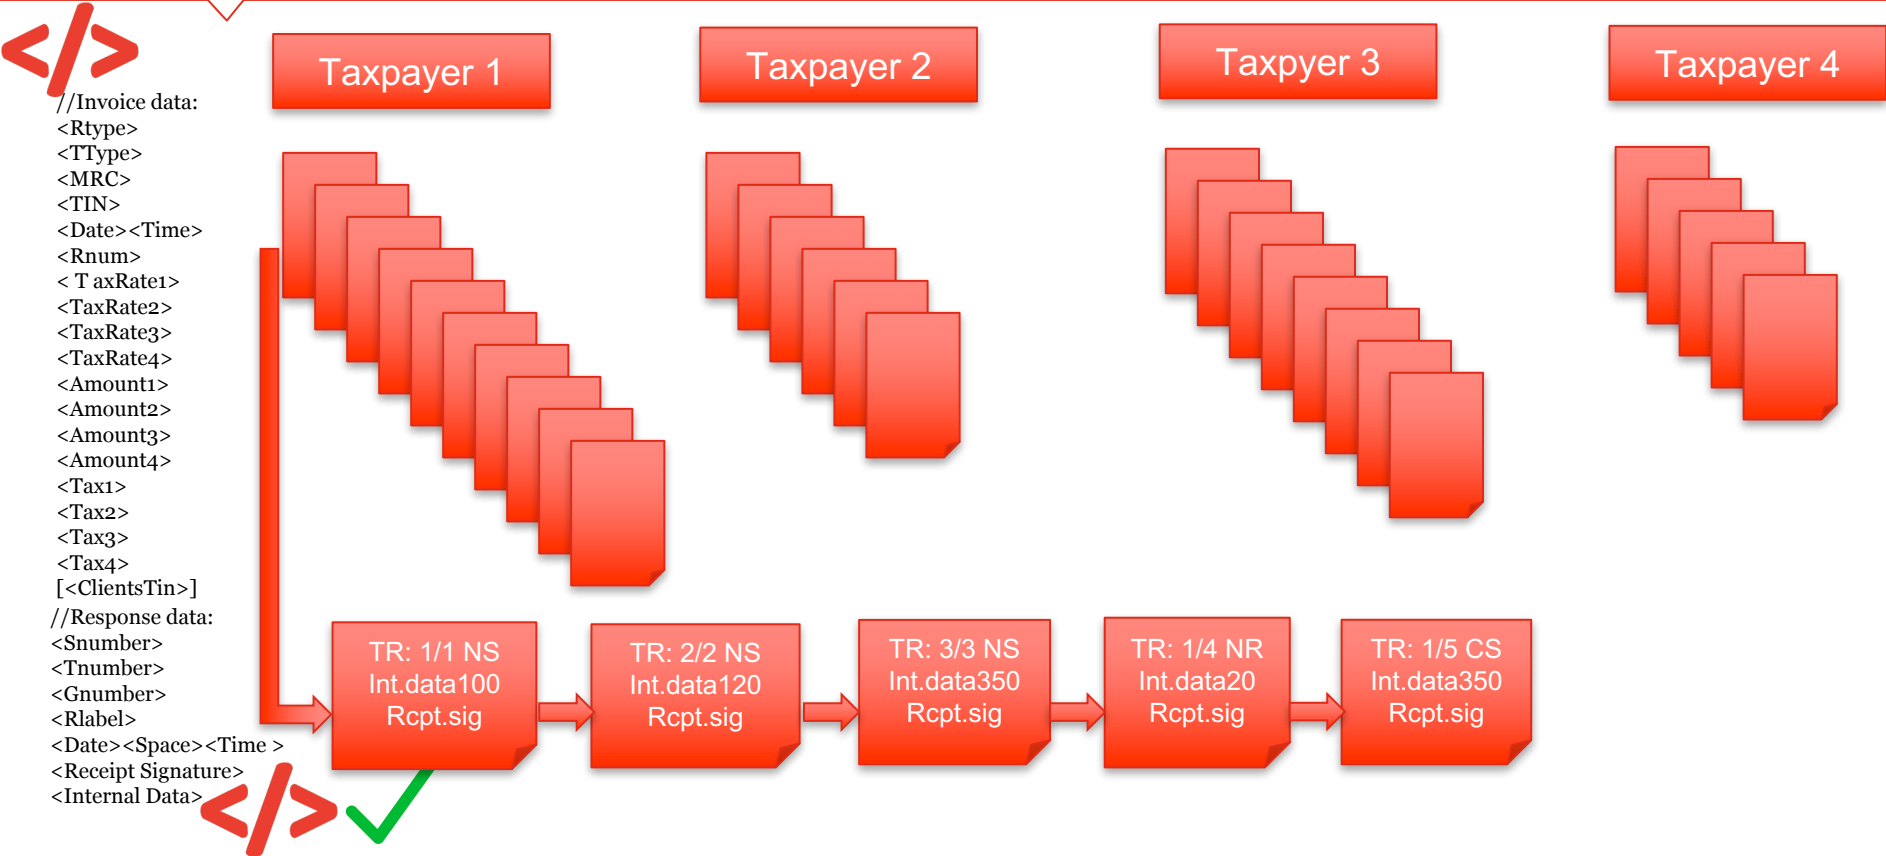 Taxpayer 1
Taxpayer 2
Taxpyer 3
Taxpayer 4
//Invoice data:
<Rtype>
<TType>
<MRC>
<TIN>
<Date><Time>
<Rnum>
< T axRate1>
<TaxRate2>
<TaxRate3>
<TaxRate4>
<Amount1>
<Amount2>
<Amount3>
<Amount4>
<Tax1>
<Tax2>
<Tax3>
<Tax4>
[<ClientsTin>]
//Response data:
<Snumber>
<Tnumber>
<Gnumber>
<Rlabel>
<Date><Space><Time >
<Receipt Signature>
<Internal Data>
TR: 1/1 NS
Int.data100
Rcpt.sig
TR: 2/2 NS
Int.data120
Rcpt.sig
TR: 3/3 NS
Int.data350
Rcpt.sig
TR: 1/4 NR
Int.data20
Rcpt.sig
TR: 1/5 CS
Int.data350
Rcpt.sig